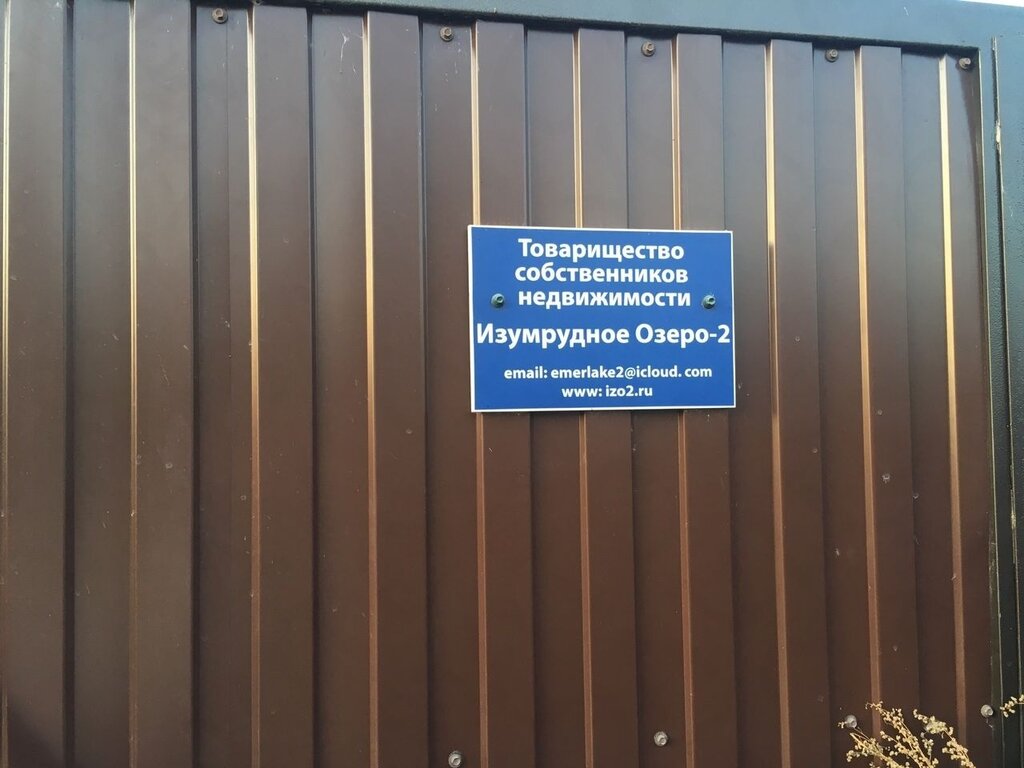 Товарищество
собственников
недвижимости
Изумрудное Озеро-2
email: emerlake2@icloud. com
www: izo2.ru